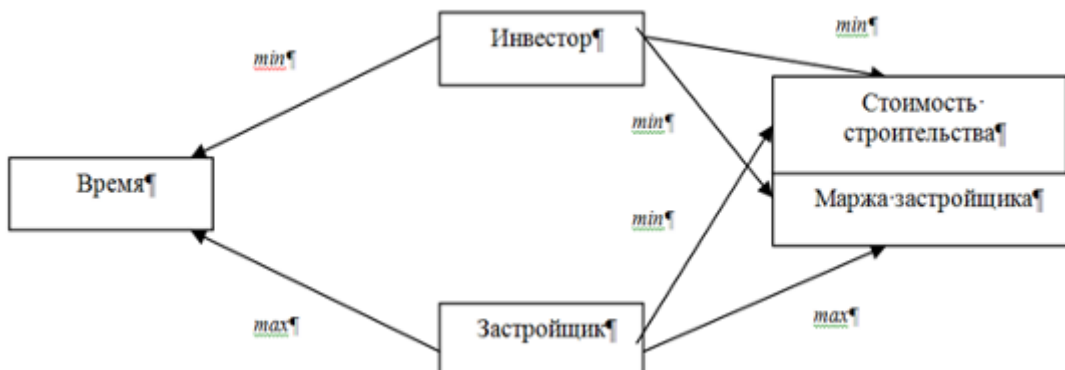 Инвестор¶
min¶
min¶
Стоимость·
строительства¶
min¶
Время¶
Маржа·застройщика¶
min¶
Застройщик¶
max¶
max¶